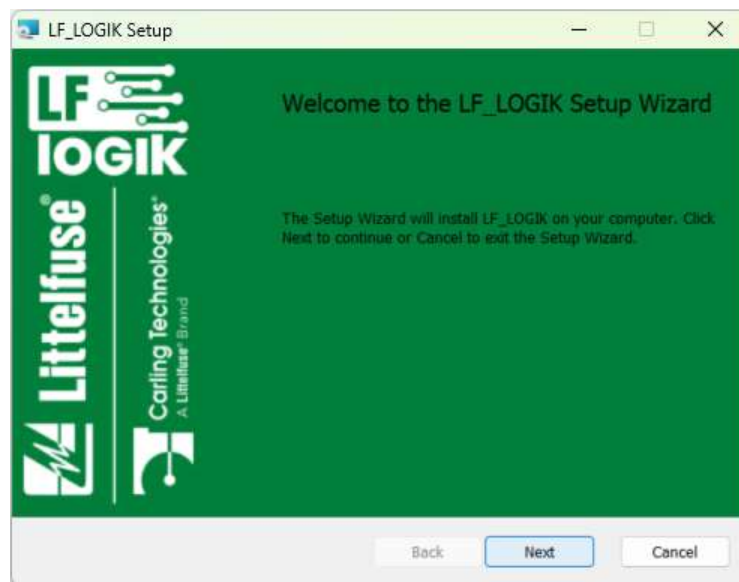 LF_LOGIK Setup
LF
logik
Welcome to the LF_LOGIK Setup Wizard
The Setup Wizard will install LF_LOGIK on your computer. Click
Next to continue or Cancel to exit the Setup Wizard.
Littelfuse®
Carling Technologies®
A Littelfuse® Brand
Back
Next
Cancel